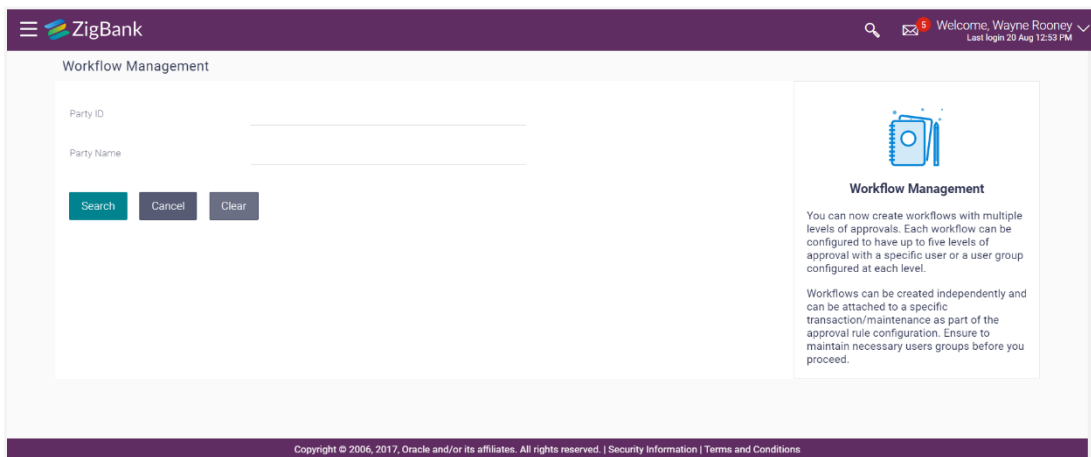 ZigBank
5
Welcome, Wayne Rooney
Last login 20 Aug 12:53 PM
Workflow Management
Party ID
Party Name
Search
Cancel
Clear
Workflow Management
You can now create workflows with multiple
levels of approvals. Each workflow can be
configured to have up to five levels of
approval with a specific user or a user group
configured at each level.
Workflows can be created independently and
can be attached to a specific
transaction/maintenance as part of the
approval rule configuration. Ensure to
maintain necessary users groups before you
proceed.
Copyright © 2006, 2017, Oracle and/or its affiliates. All rights reserved. | Security Information | Terms and Conditions